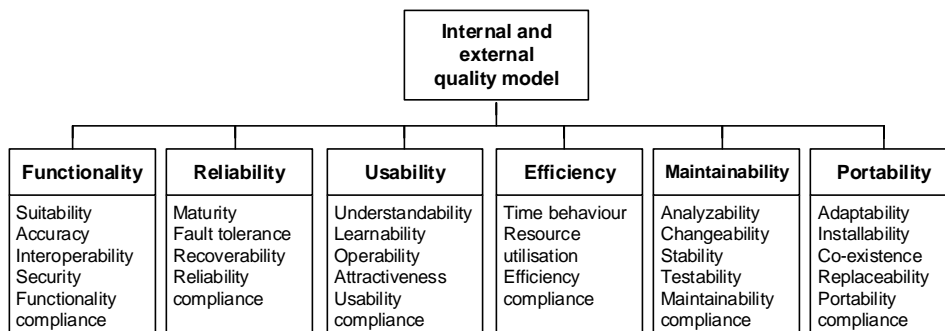 Internal and
external
quality model
Functionality
Suitability
Accuracy
Interoperability
Security
Functionality
compliance
Reliability
Maturity
Fault tolerance
Recoverability
Reliability
compliance
Usability
Understandability
Learnability
Operability
Attractiveness
Usability
compliance
Efficiency
Time behaviour
Resource
utilisation
Efficiency
compliance
Maintainability
Analyzability
Changeability
Stability
Testability
Maintainability
compliance
Portability
Adaptability
Installability
Co-existence
Replaceability
Portability
compliance